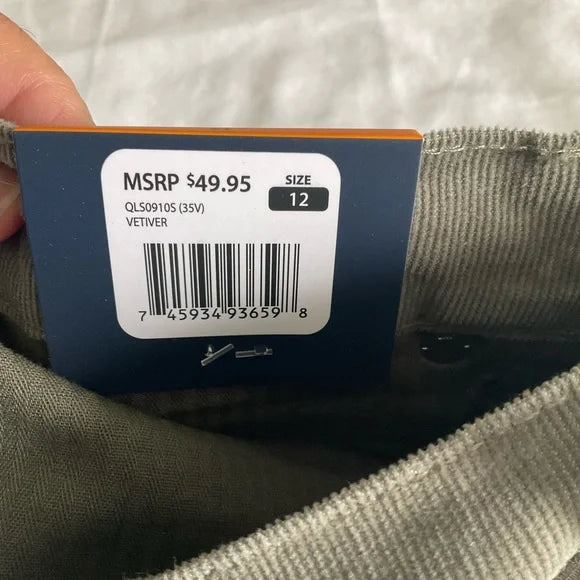 MSRP $49.95
SIZE
12
QLS0910S (35V)
VETIVER
7 45934 93659 8